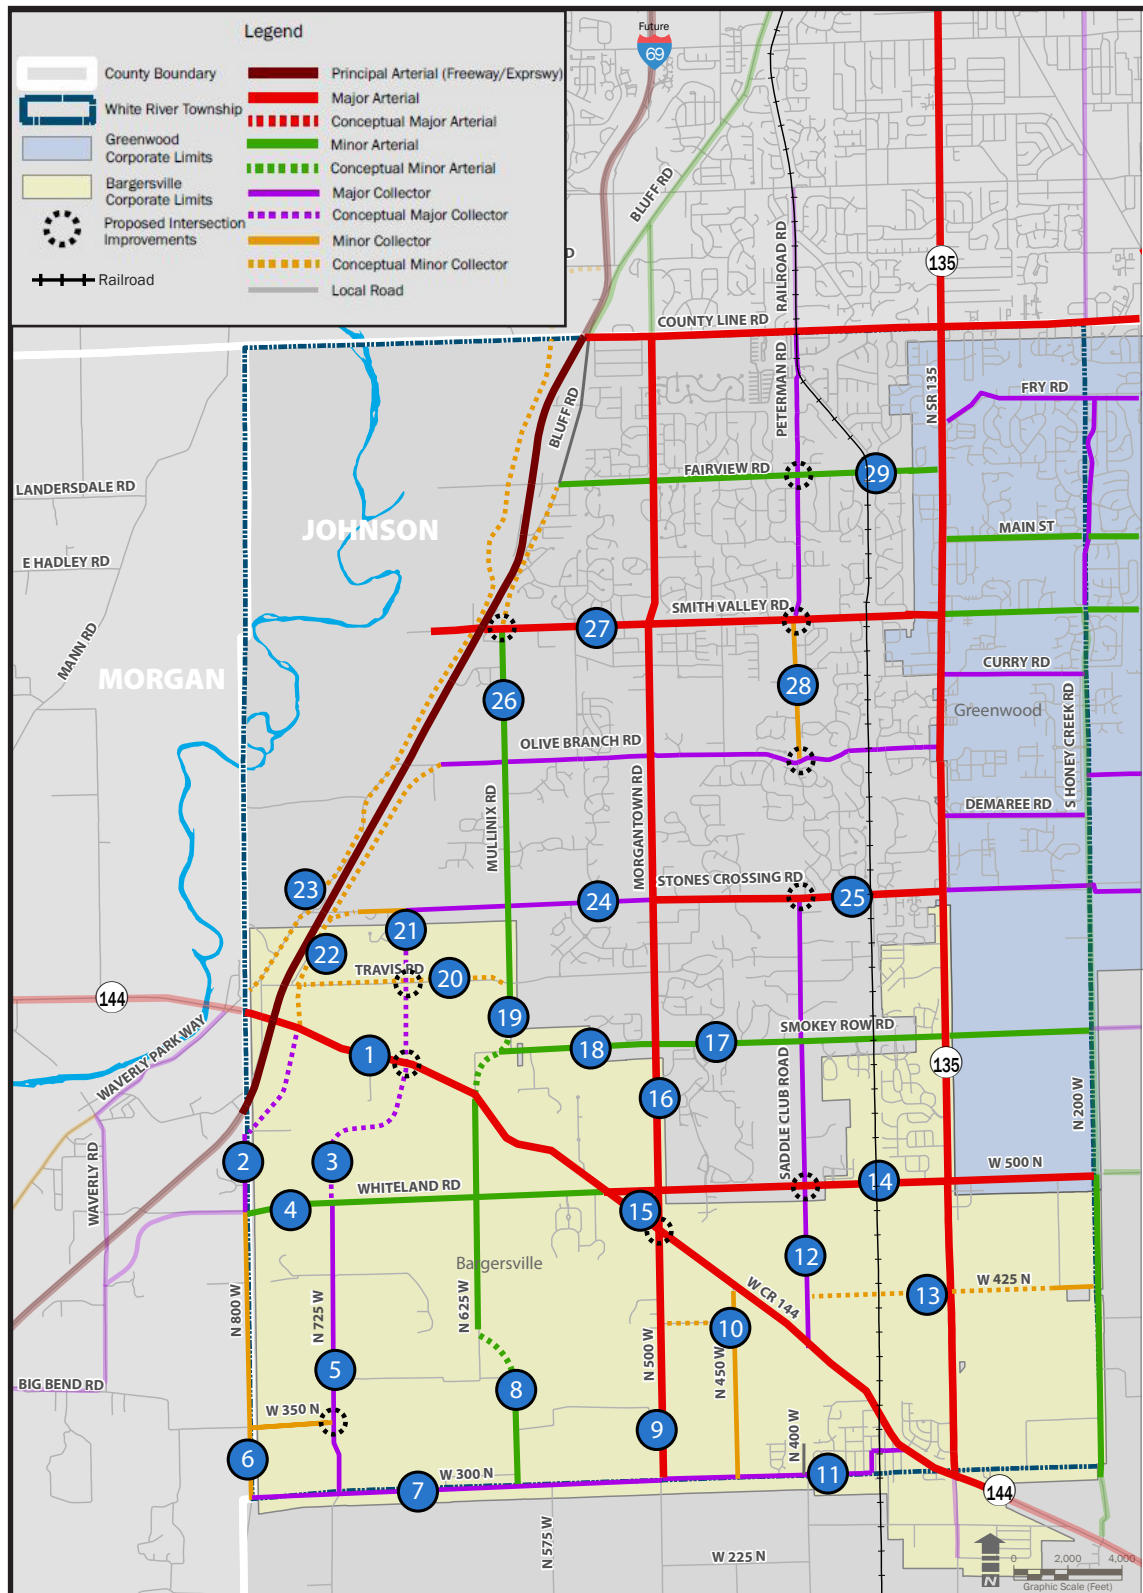 Legend
County Boundary
White River Township
Greenwood
Corporate Limits
Bargersville
Corporate Limits
Proposed Intersection
Improvements
Railroad
Principal Arterial (Freeway/Exprswy)
Major Arterial
Conceptual Major Arterial
Minor Arterial
Conceptual Minor Arterial
Major Collector
Conceptual Major Collector
Minor Collector
Conceptual Minor Collector
Local Road
Future
69
BLUFF RD
D
RAILROAD RD
135
COUNTY LINE RD
PETERMAN RD
N SR 135
FRY RD
BLUFF RD
FAIRVIEW RD
29
LANDERSDALE RD
JOHNSON
MAIN ST
E HADLEY RD
SMITH VALLEY RD
27
MANN RD
MORGAN
CURRY RD
28
26
Greenwood
S HONEY CREEK RD
OLIVE BRANCH RD
MULLINIX RD
MORGANTOWN RD
DEMAREE RD
STONES CROSSING RD
23
24
25
21
22
TRAVIS RD
20
144
19
SMOKEY ROW RD
WAVERLY PARK WAY
1
18
17
135
16
SADDLE CLUB ROAD
N 200 W
2
3
W 500 N
14
WHITELAND RD
4
15
WAVERLY RD
12
Bargersville
W CR 144
W 425 N
13
N 800 W
N 725 W
N 625 W
10
N 500 W
N 450 W
5
BIG BEND RD
8
W 350 N
9
N 400 W
6
W 300 N
11
7
144
N 575 W
W 225 N
N
0
2,000
4,000
Graphic Scale (Feet)